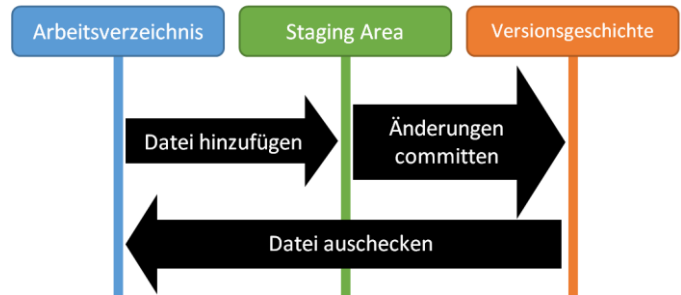 Arbeitsverzeichnis
Staging Area
Versionsgeschichte
Datei hinzufügen
Änderungen
committen
Datei auschecken